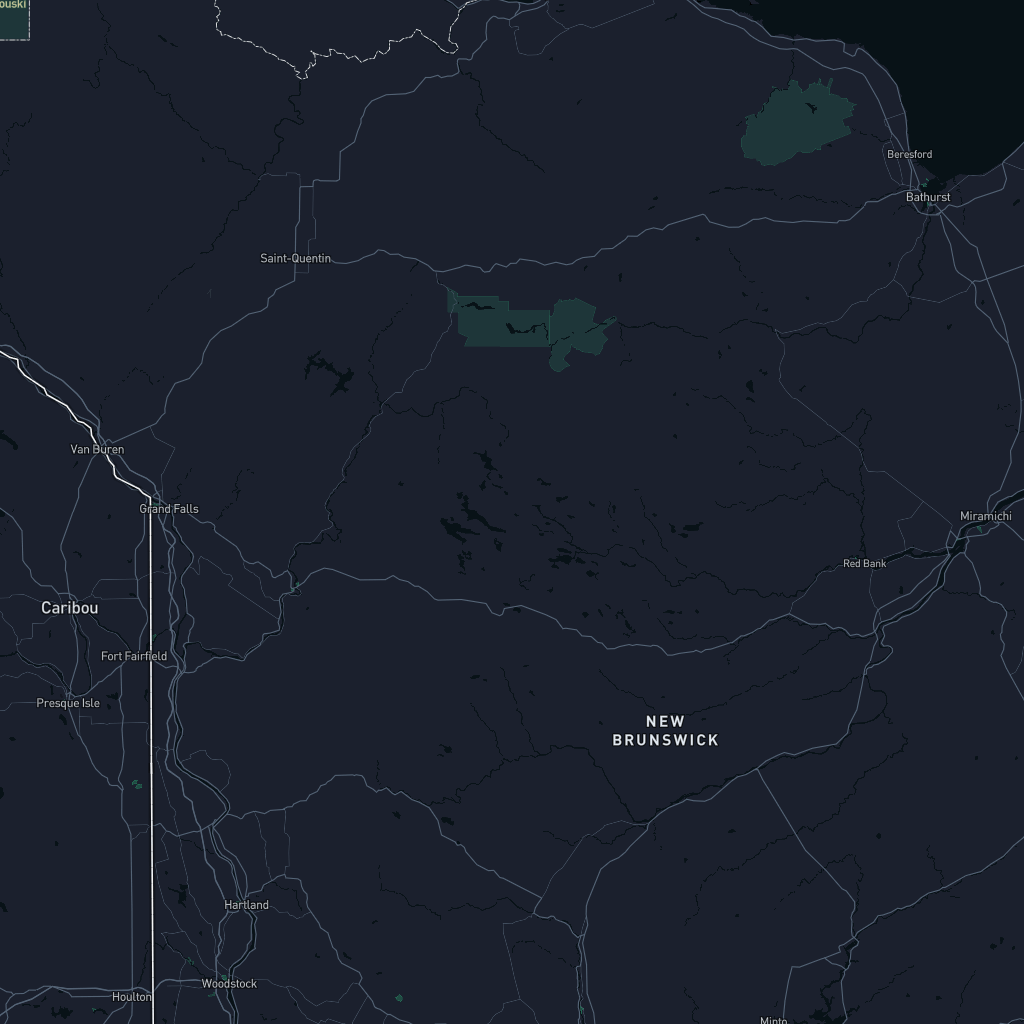 ouski
Beresford
Bathurst
Saint-Quentin
Van Buren
Grand Falls
Miramichi
Red Bank
Caribou
Fort Fairfield
Presque Isle
NEW
BRUNSWICK
Hartland
Woodstock
Houlton
Minto